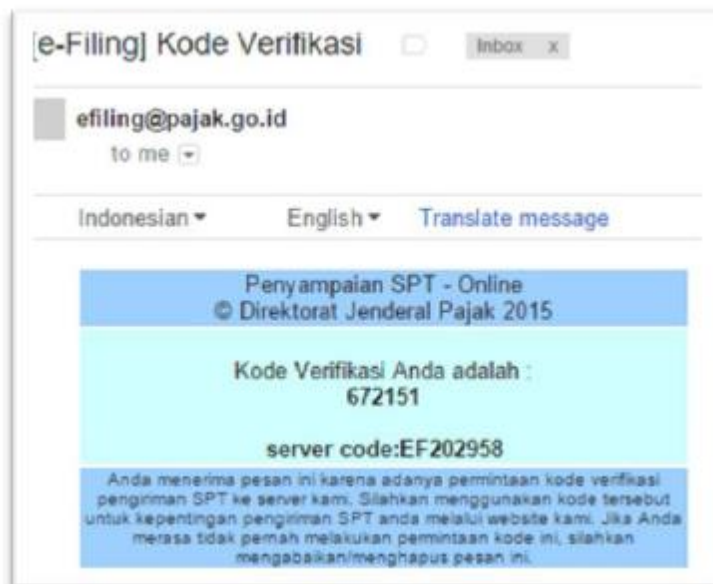 [e-Filing] Kode Verifikasi
Inbox x
efiling@pajak.go.id
to me
Indonesian English Translate message
Penyampaian SPT - Online
© Direktorat Jenderal Pajak 2015
Kode Verifikasi Anda adalah :
672151
server code:EF202958
Anda menerima pesan ini karena adanya permintaan kode verifikasi
pengiriman SPT ke server kami. Silahkan menggunakan kode tersebut
untuk kepentingan pengiriman SPT anda melalui website kami. Jika Anda
merasa tidak pernah melakukan permintaan kode ini, silahkan
mengabaikan/menghapus pesan ini.